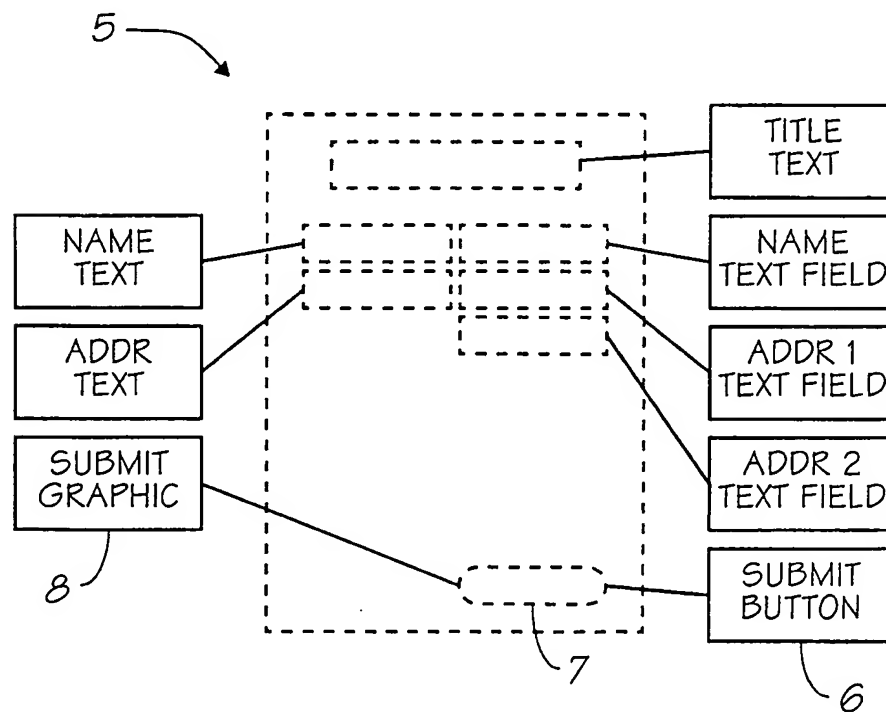 5
TITLE
TEXT
NAME
TEXT
NAME
TEXT FIELD
ADDR
TEXT
ADDR 1
TEXT FIELD
SUBMIT
GRAPHIC
ADDR 2
TEXT FIELD
8
SUBMIT
BUTTON
7
6